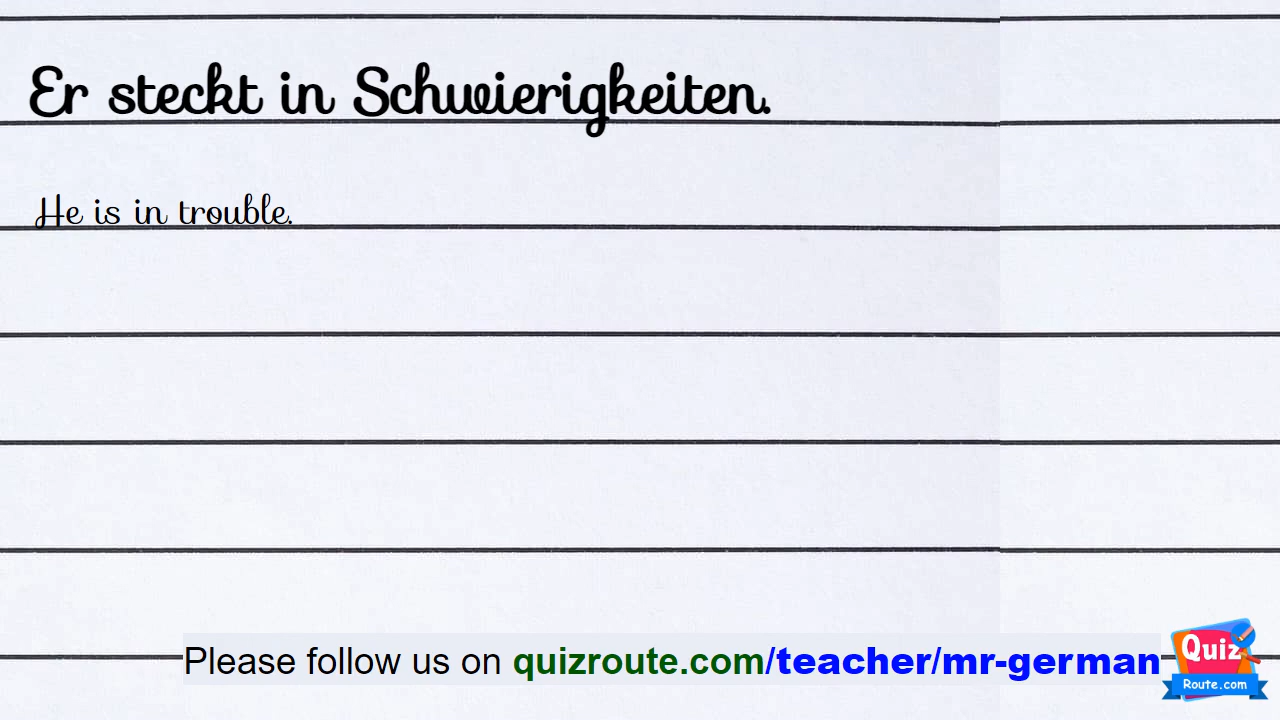 Er steckt in Schwierigkeiten.
He is in trouble.
Please follow us on quizroute.com/teacher/mr-german
Quiz
Route.com